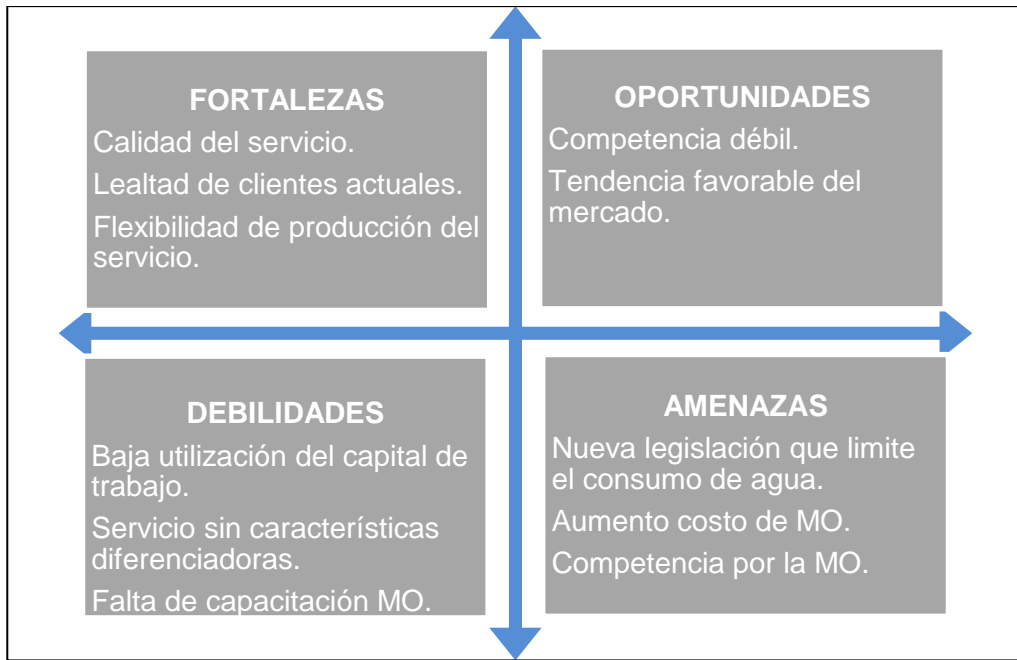 FORTALEZAS
Calidad del servicio.
Lealtad de clientes actuales.
Flexibilidad de producción del
servicio.
OPORTUNIDADES
Competencia débil.
Tendencia favorable del
mercado.
DEBILIDADES
Baja utilización del capital de
trabajo.
Servicio sin características
diferenciadoras.
Falta de capacitación MO.
AMENAZAS
Nueva legislación que limite
el consumo de agua.
Aumento costo de MO.
Competencia por la MO.